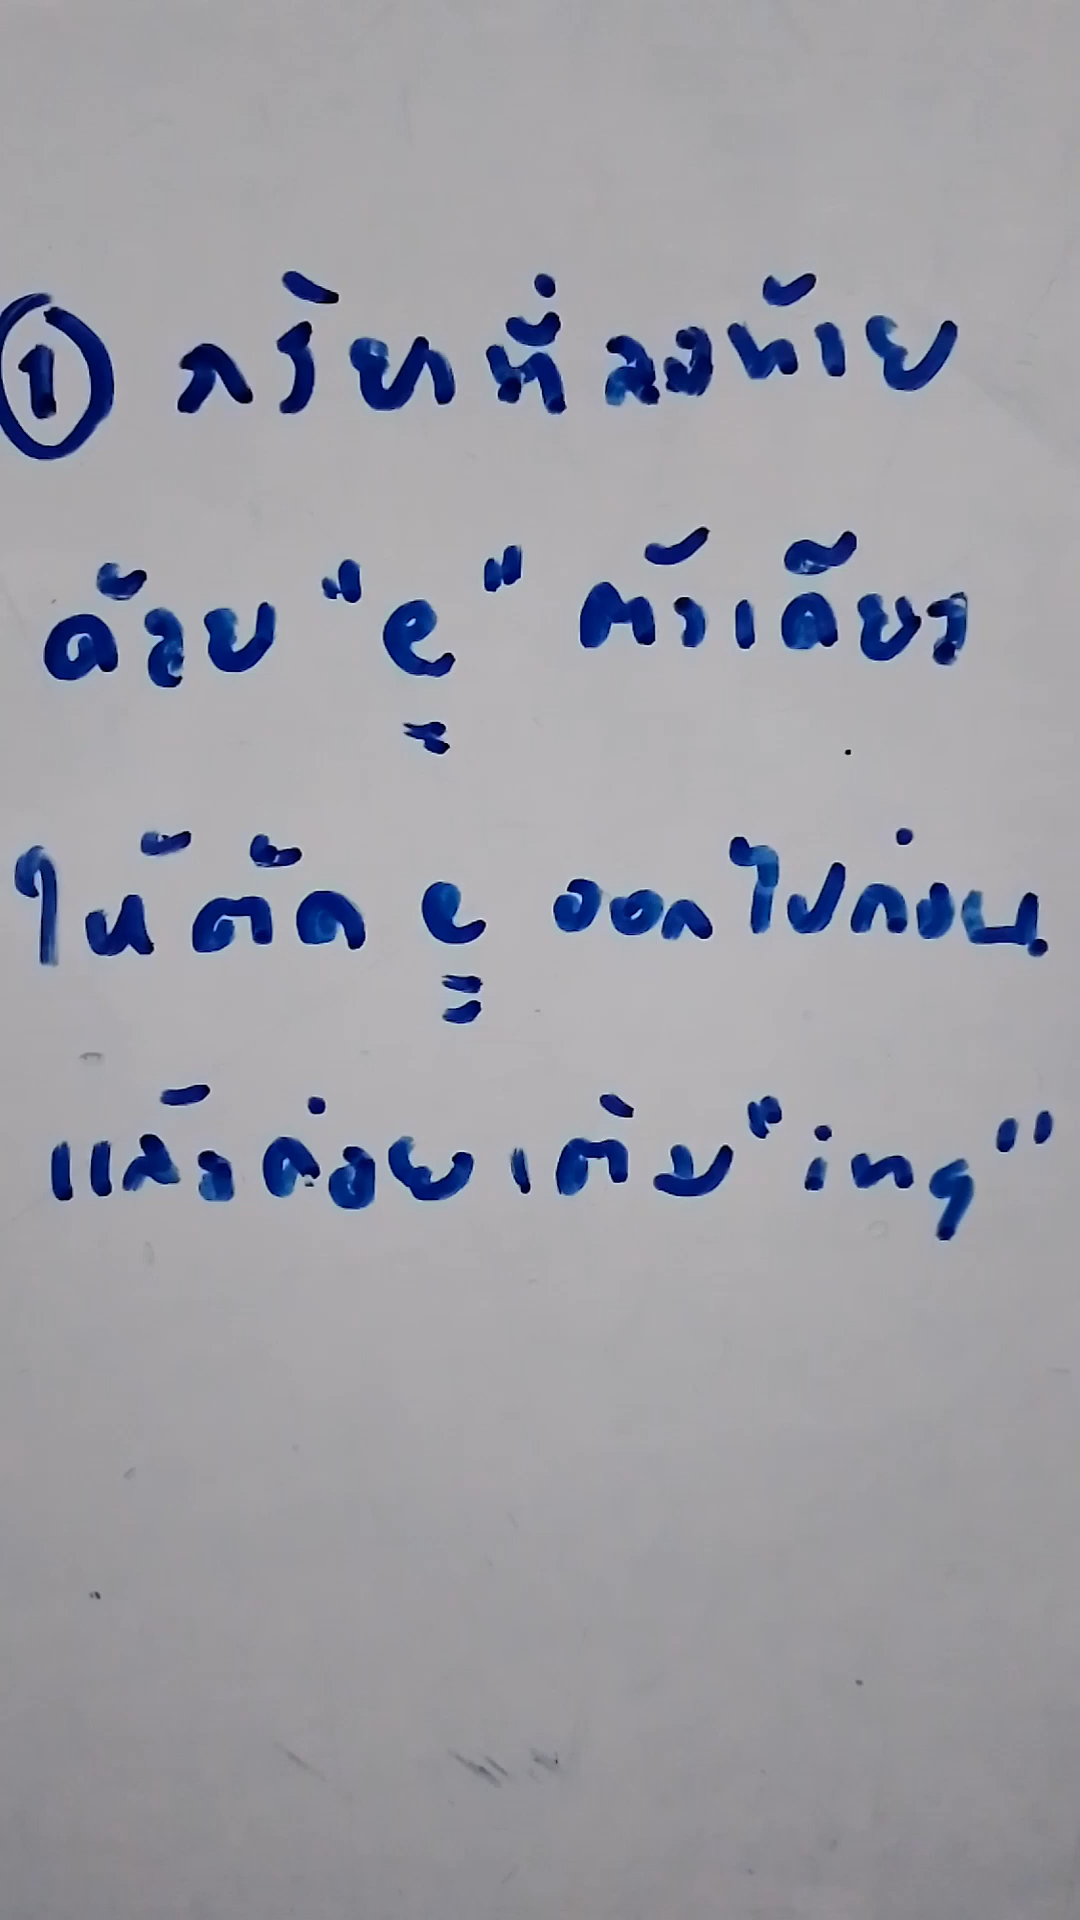 ① กริยาที่ลงท้าย
ด้วย "e" ตัวเดียว
ให้ตัด e ออกไปก่อน
แล้วค่อยเติม "ing"